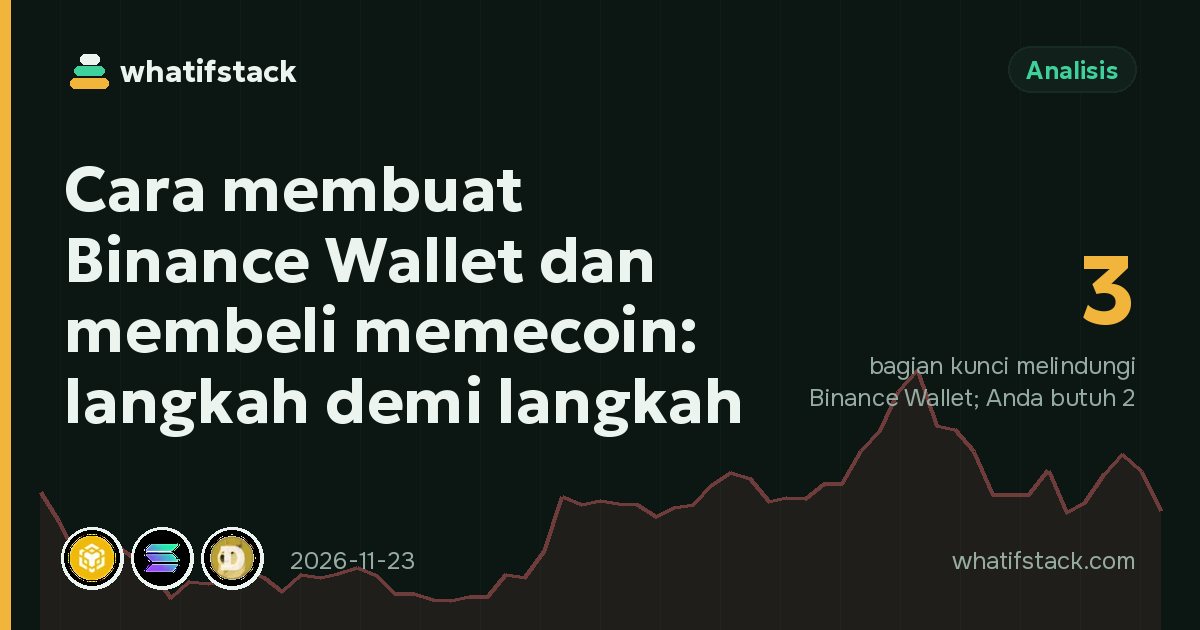 whatifstack
Analisis
Cara membuat
Binance Wallet dan
membeli memecoin:
langkah demi langkah
3
bagian kunci melindungi
Binance Wallet; Anda butuh 2
2026-11-23
whatifstack.com